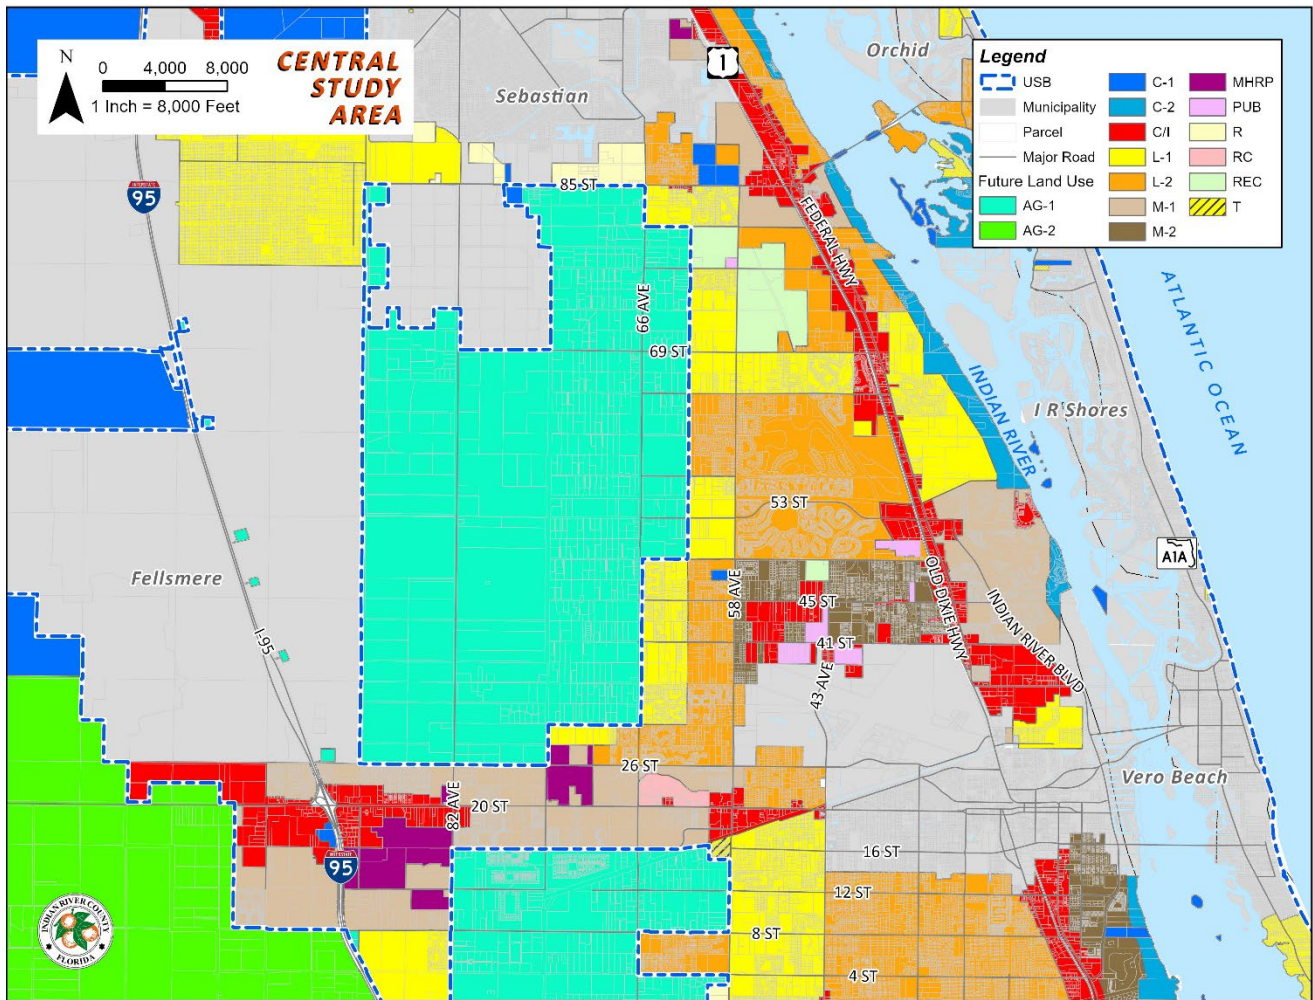 N
0 4,000 8,000
1 Inch = 8,000 Feet
CENTRAL
STUDY
AREA
Sebastian
Orchid
1
Legend
USB
Municipality
Parcel
Major Road
Future Land Use
AG-1
AG-2
C-1
C-2
C/I
L-1
L-2
M-1
M-2
MHRP
PUB
R
RC
REC
T
INTERSTATE
95
85 ST
FEDERAL HWY
66 AVE
69 ST
ATLANTIC OCEAN
INDIAN RIVER
I R Shores
53 ST
A1A
Fellsmere
58 AVE
45 ST
OLD DIXIE HWY
INDIAN RIVER BLVD
I-95
41 ST
43 AVE
26 ST
Vero Beach
82 AVE
20 ST
INTERSTATE
95
16 ST
12 ST
8 ST
4 ST
INDIAN RIVER COUNTY
FLORIDA